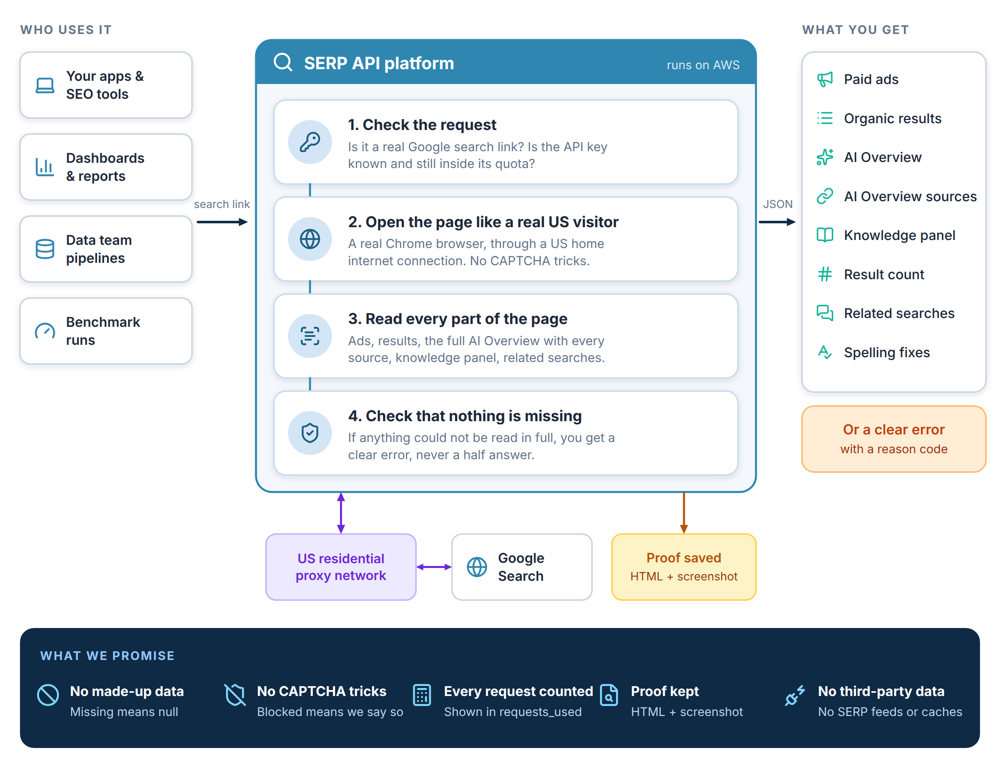 WHO USES IT
Your apps &
SEO tools
Dashboards
& reports
Data team
pipelines
Benchmark
runs
search link
SERP API platform
runs on AWS
1. Check the request
Is it a real Google search link? Is the API key
known and still inside its quota?
2. Open the page like a real US visitor
A real Chrome browser, through a US home
internet connection. No CAPTCHA tricks.
3. Read every part of the page
Ads, results, the full AI Overview with every
source, knowledge panel, related searches.
4. Check that nothing is missing
If anything could not be read in full, you get a
clear error, never a half answer.
JSON
WHAT YOU GET
Paid ads
Organic results
AI Overview
AI Overview sources
Knowledge panel
Result count
Related searches
Spelling fixes
Or a clear error
with a reason code
US residential
proxy network
Google
Search
Proof saved
HTML + screenshot
WHAT WE PROMISE
No made-up data
Missing means null
No CAPTCHA tricks
Blocked means we say so
Every request counted
Shown in requests_used
Proof kept
HTML + screenshot
No third-party data
No SERP feeds or caches